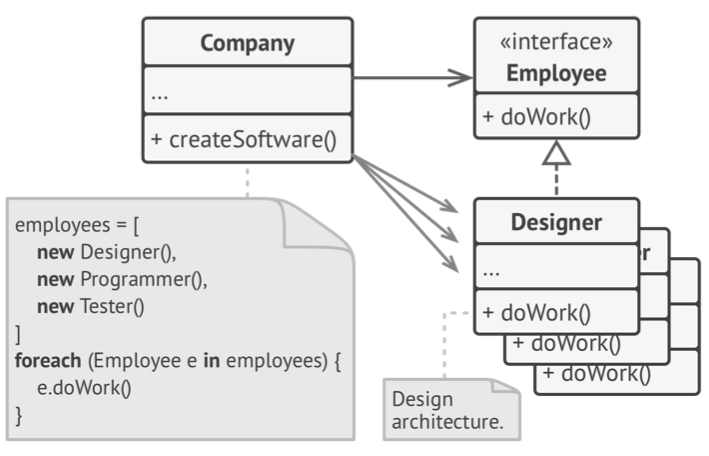 Company
...
+ createSoftware()
«interface»
Employee
+ doWork()
employees = [
new Designer(),
new Programmer(),
new Tester()
]
foreach (Employee e in employees) {
e.doWork()
}
Designer
...
+ doWork()
r
+ doWork()
+ doWork()
Design
architecture.